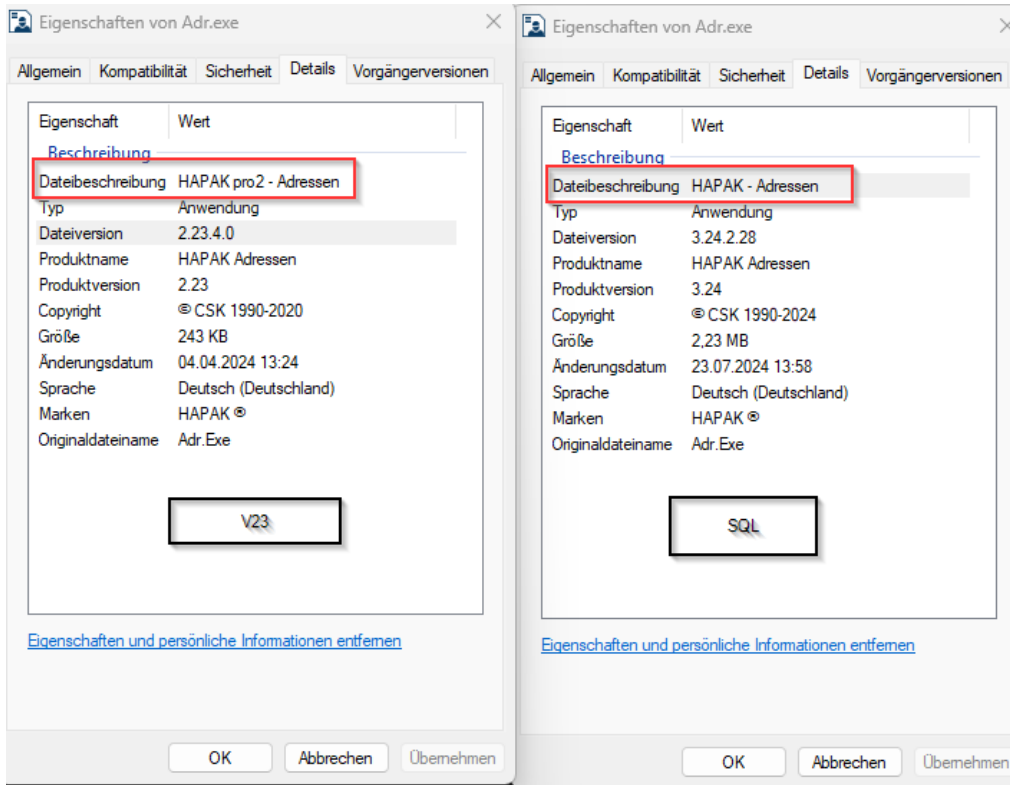 Eigenschaften von Adr.exe
Allgemein Kompatibilität Sicherheit Details Vorgängerversionen
Eigenschaft Wert
Beschreibung
Dateibeschreibung HAPAK pro2 - Adressen
Typ Anwendung
Dateiversion 2.23.4.0
Produktname HAPAK Adressen
Produktversion 2.23
Copyright © CSK 1990-2020
Größe 243 KB
Änderungsdatum 04.04.2024 13:24
Sprache Deutsch (Deutschland)
Marken HAPAK ®
Originaldateiname Adr.Exe
V23
Eigenschaften und persönliche Informationen entfernen
OK Abbrechen Übernehmen
Eigenschaften von Adr.exe
Allgemein Kompatibilität Sicherheit Details Vorgängerversionen
Eigenschaft Wert
Beschreibung
Dateibeschreibung HAPAK - Adressen
Typ Anwendung
Dateiversion 3.24.2.28
Produktname HAPAK Adressen
Produktversion 3.24
Copyright © CSK 1990-2024
Größe 2,23 MB
Änderungsdatum 23.07.2024 13:58
Sprache Deutsch (Deutschland)
Marken HAPAK ®
Originaldateiname Adr.Exe
SQL
Eigenschaften und persönliche Informationen entfernen
OK Abbrechen Übernehmen